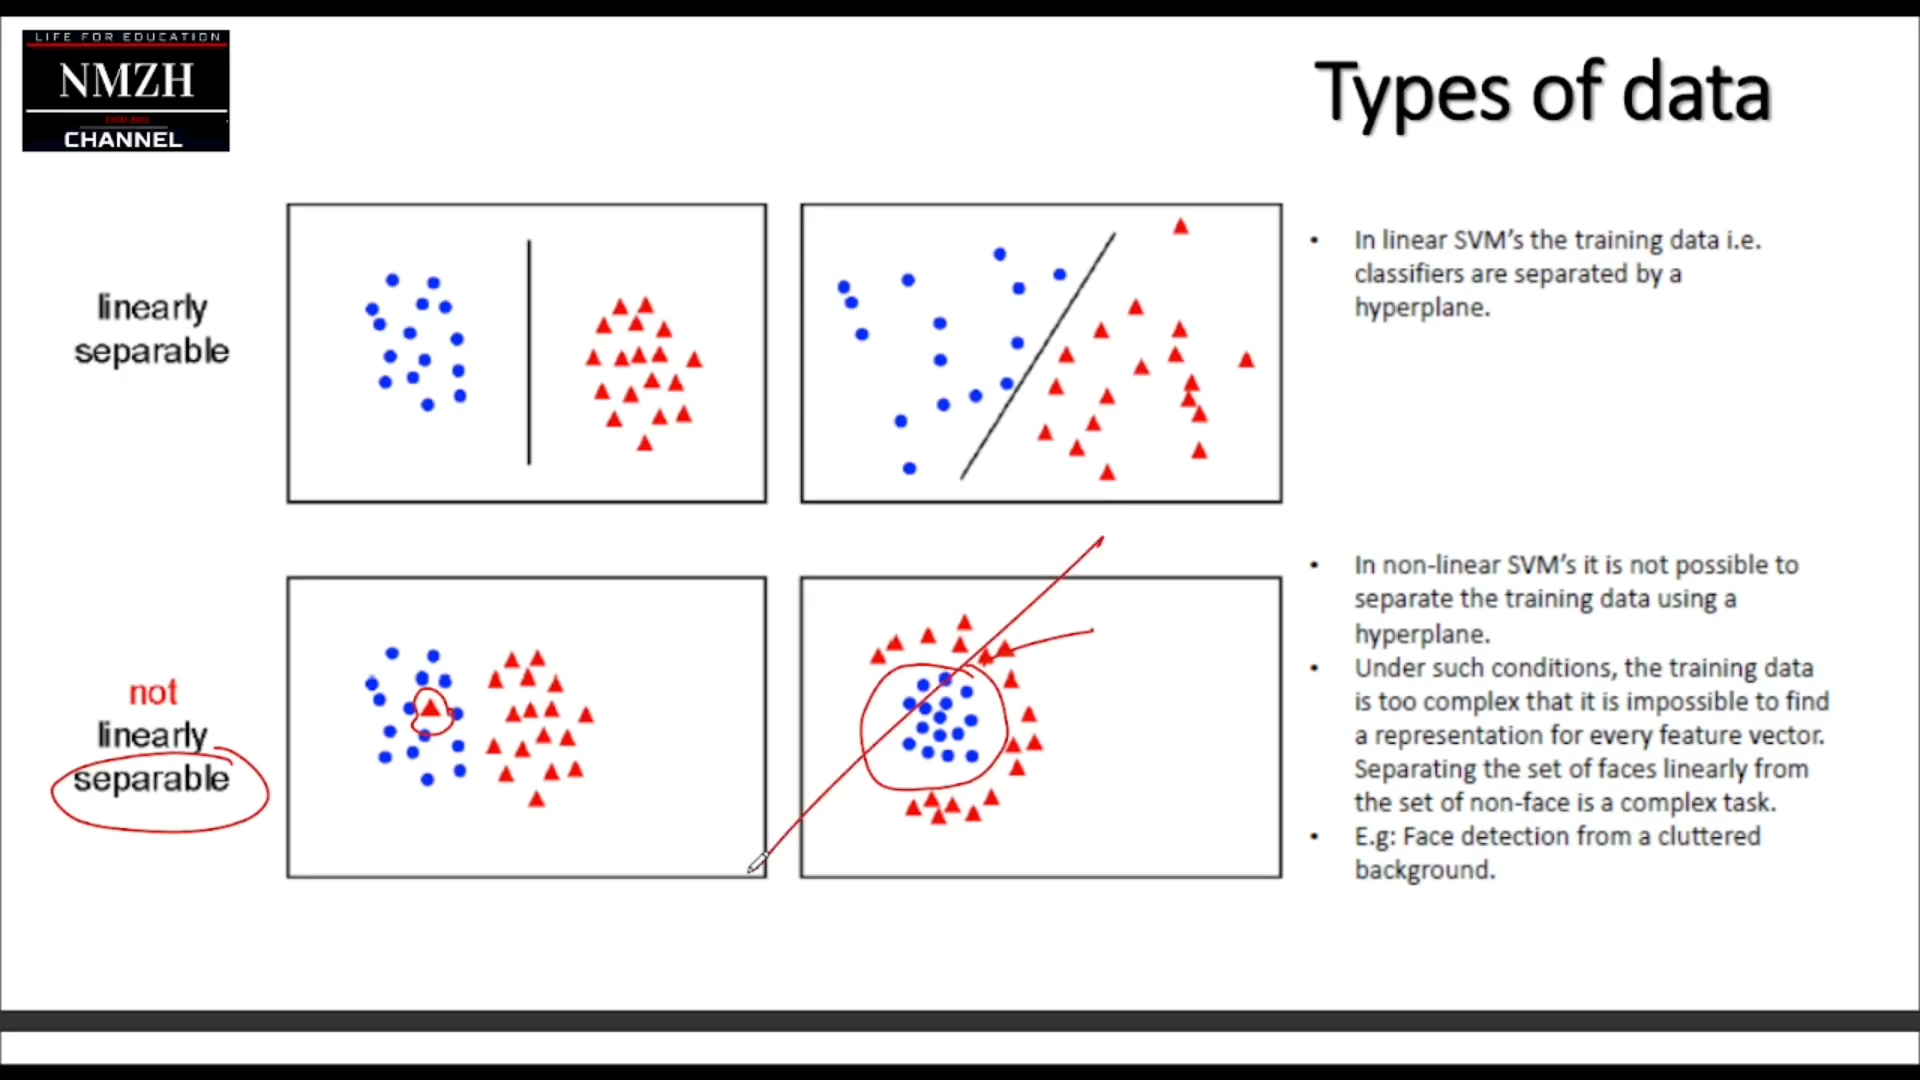 LIFE FOR EDUCATION
NMZH
CHANNEL
Types of data
linearly
separable
• In linear SVM's the training data i.e.
classifiers are separated by a
hyperplane.
not
linearly
separable
• In non-linear SVM's it is not possible to
separate the training data using a
hyperplane.
• Under such conditions, the training data
is too complex that it is impossible to find
a representation for every feature vector.
Separating the set of faces linearly from
the set of non-face is a complex task.
• E.g: Face detection from a cluttered
background.